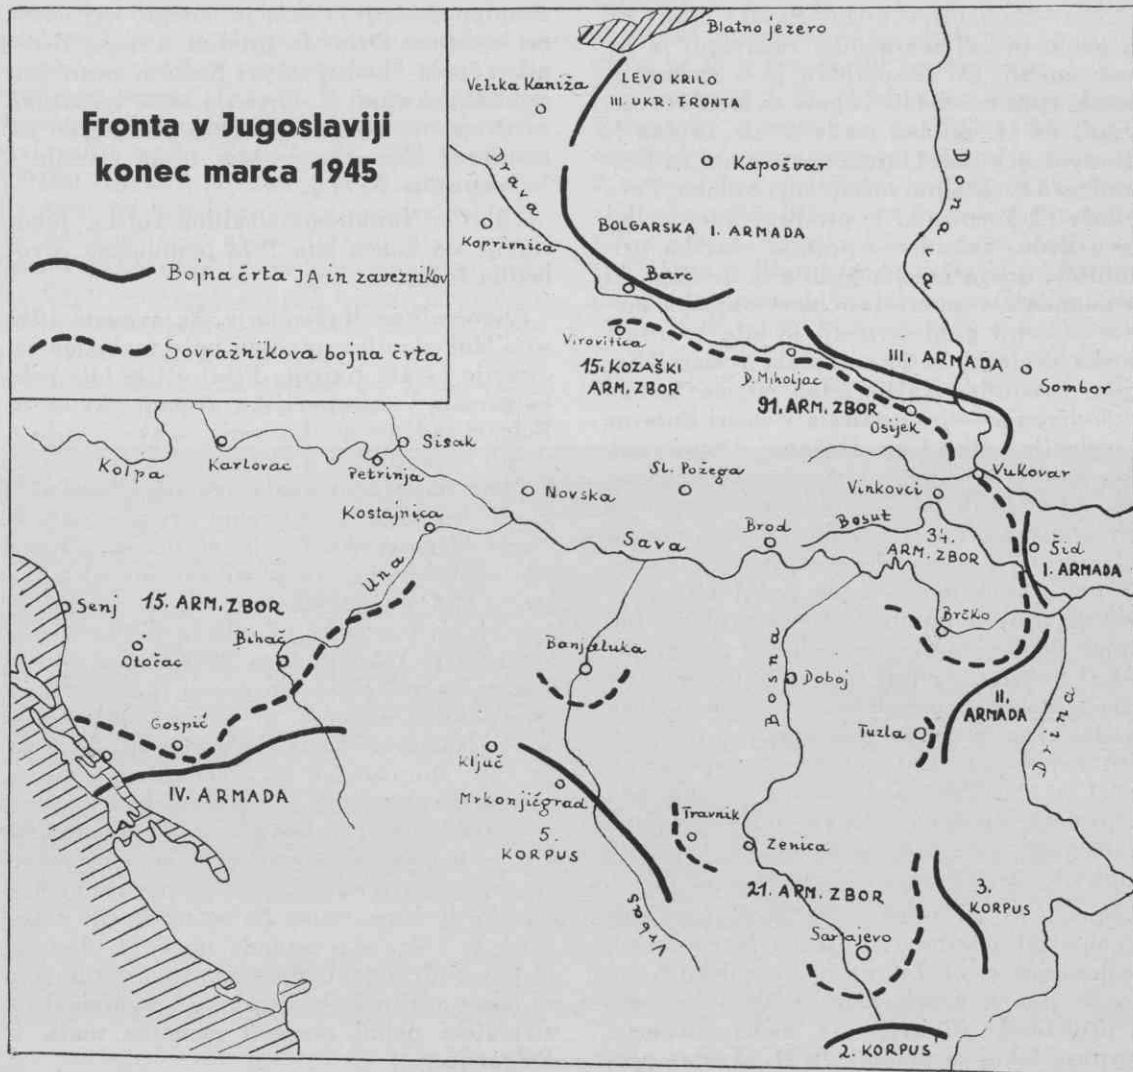 Fronta v Jugoslaviji
konec marca 1945
Bojna črta JA in zaveznikov
Sovražnikova bojna črta
Blatno jezero
LEVO KRILO
III. UKR. FRONTA
Velika Kaniža
Kapošvar
Donava
Drava
Koprivnica
BOLGARSKA I. ARMADA
Barč
Virovitica
15. KOZAŠKI
ARM. ZBOR
D. Miholjac
III. ARMADA
Sombor
91. ARM. ZBOR
Osijek
Kolpa
Karlovac
Sisak
Petrinja
Kostajnica
Novska
Sl. Požega
Vinkovci
Vukovar
Sava
Brod
Bosut
34.
ARM. ZBOR
Šid
I. ARMADA
Una
Senj
15. ARM. ZBOR
Otočac
Bihać
Banjaluka
Bosna
Doboj
Brčko
II.
ARMADA
Tuzla
Drina
Gospić
IV. ARMADA
Ključ
Mrkonjićgrad
5.
KORPUS
Travnik
Zenica
Vrbas
21. ARM. ZBOR
3.
KORPUS
Sarajevo
2. KORPUS